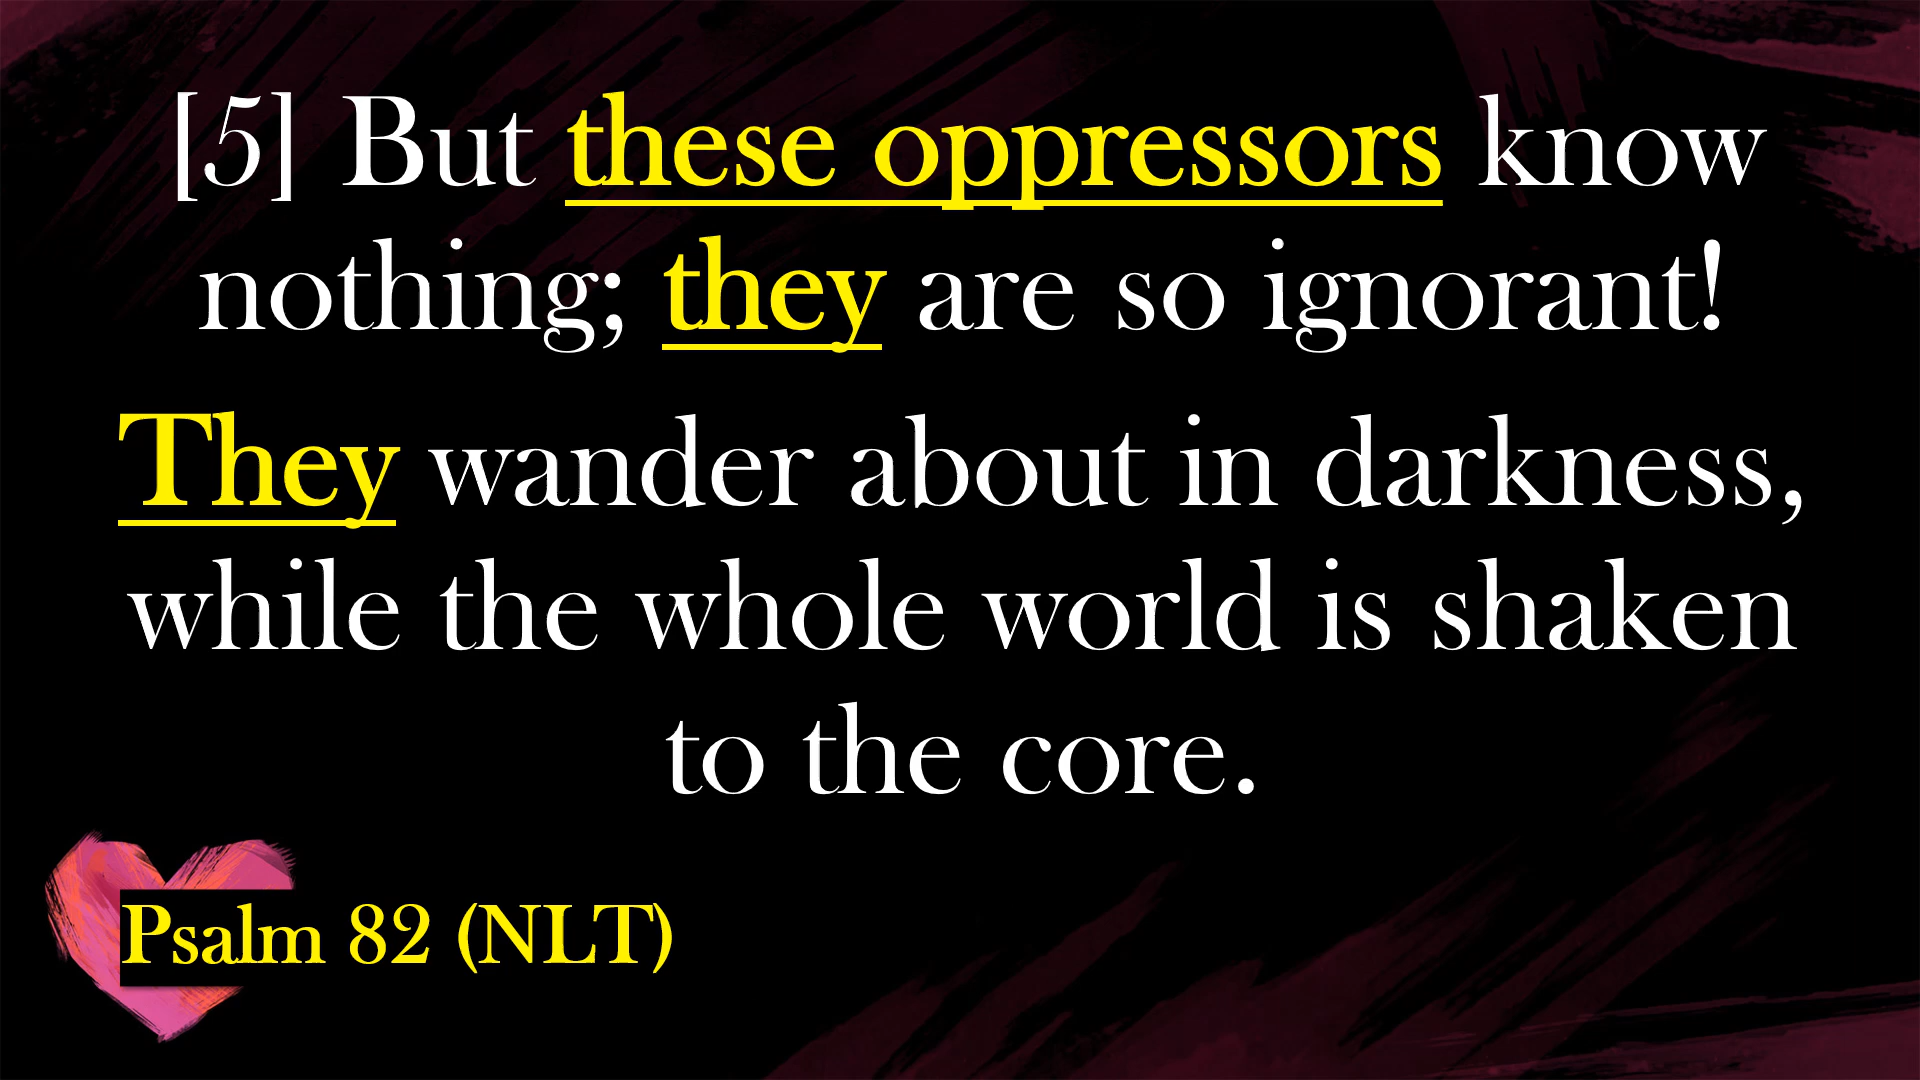 [5] But these oppressors know
nothing; they are so ignorant!
They wander about in darkness,
while the whole world is shaken
to the core.
Psalm 82 (NLT)